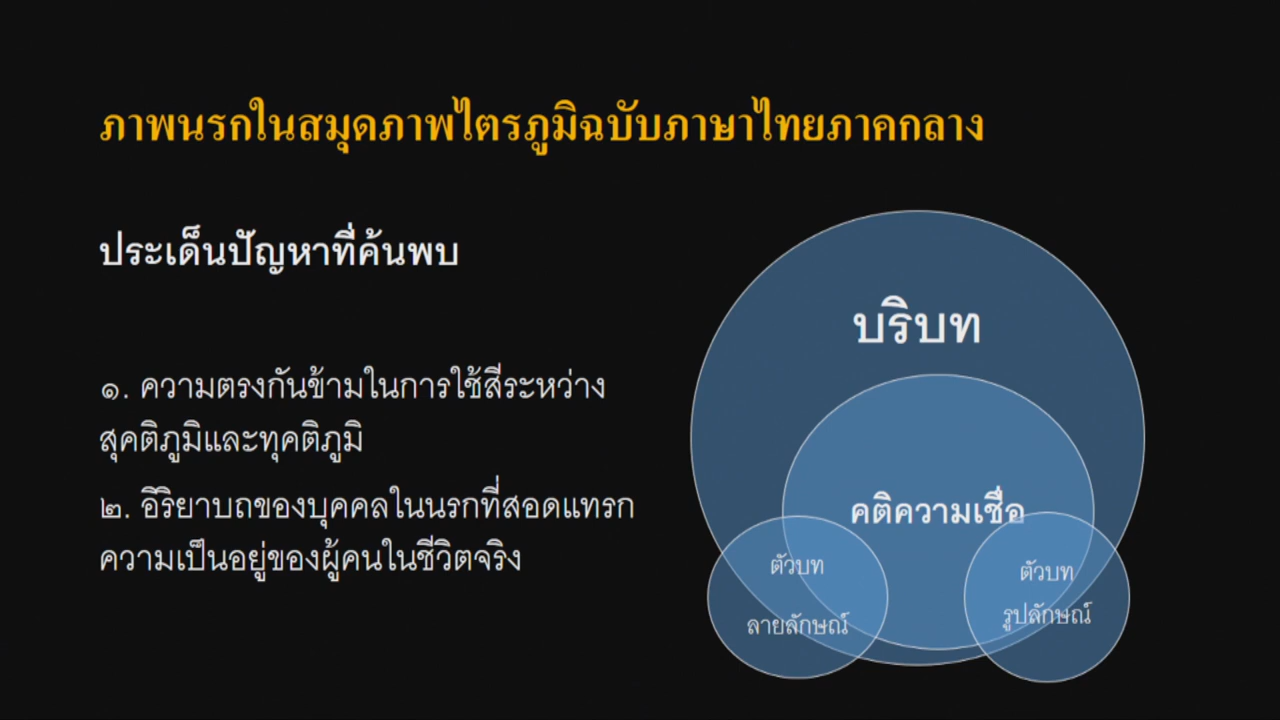 ภาพนรกในสมุดภาพไตรภูมิฉบับภาษาไทยภาคกลาง
ประเด็นปัญหาที่ค้นพบ
๑. ความตรงกันข้ามในการใช้สีระหว่าง
สุคติภูมิและทุคติภูมิ
๒. อิริยาบถของบุคคลในนรกที่สอดแทรก
ความเป็นอยู่ของผู้คนในชีวิตจริง
บริบท
คติความเชื่อ
ตัวบท
ลายลักษณ์
ตัวบท
รูปลักษณ์